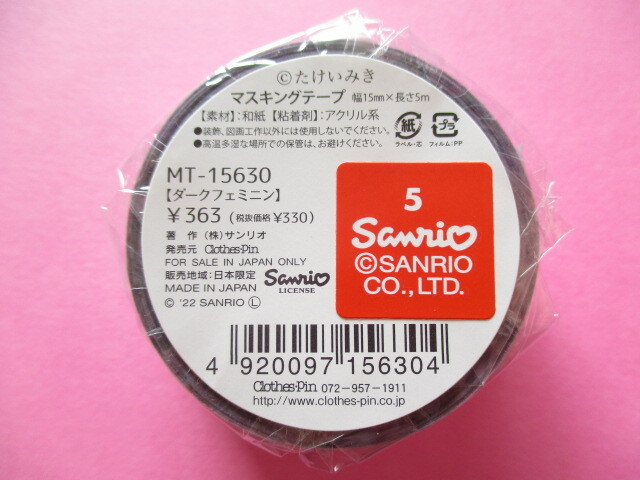 ©たけいみき
マスキングテープ 幅15mm×長さ5m
【素材】:和紙【粘着剤】:アクリル系
●装飾、図画工作以外には使用しないでください。
●高温多湿な場所での保管は、お避けください。
紙 プラ
ラベル・芯 フィルム:PP
MT-15630
【ダークフェミニン】
¥363 (税抜価格¥330)
著作 (株)サンリオ
発売元 Clothes-Pin
FOR SALE IN JAPAN ONLY
販売地域:日本限定
MADE IN JAPAN
© '22 SANRIO Ⓛ
Sanrio
LICENSE
5
Sanrio
©SANRIO
CO., LTD.
4 920097 156304
Clothes-Pin 072-957-1911
http://www.clothes-pin.co.jp